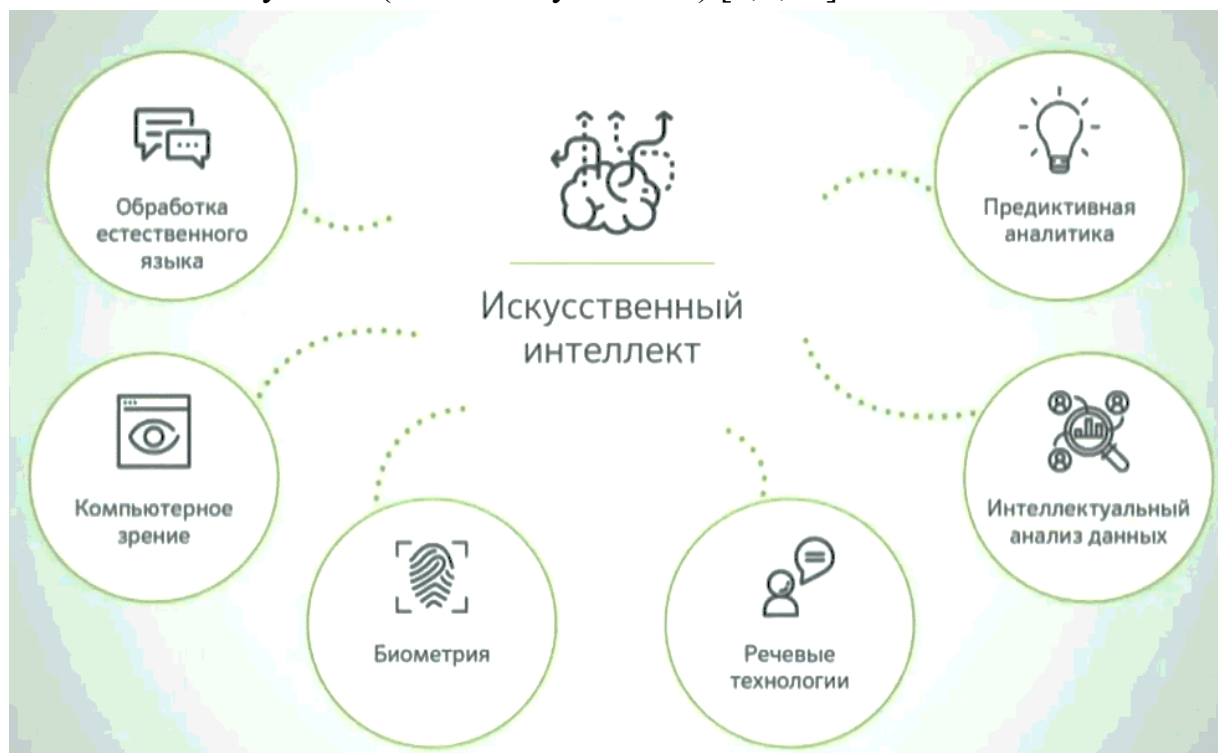 Обработка
естественного
языка
Искусственный
интеллект
Предиктивная
аналитика
Компьютерное
зрение
Интеллектуальный
анализ данных
Биометрия
Речевые
технологии